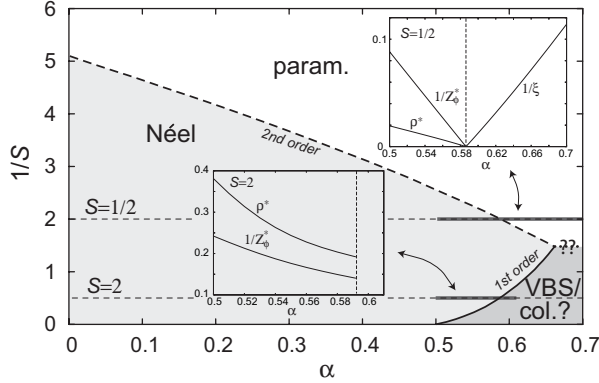 6
5
4
3
2
1
0
1/S
param.
Néel
2nd order
S=1/2
S=2
1st order
??
VBS/
col.?
0
0.1
0.2
0.3
0.4
0.5
0.6
0.7
α
S=1/2
0.1
0
1/Z*ϕ
1/ξ
ρ*
0.5
0.54
0.58
0.62
0.66
0.7
α
S=2
0.4
0.3
0.2
0.1
ρ*
1/Z*ϕ
0.5
0.52
0.54
0.56
0.58
0.6
α